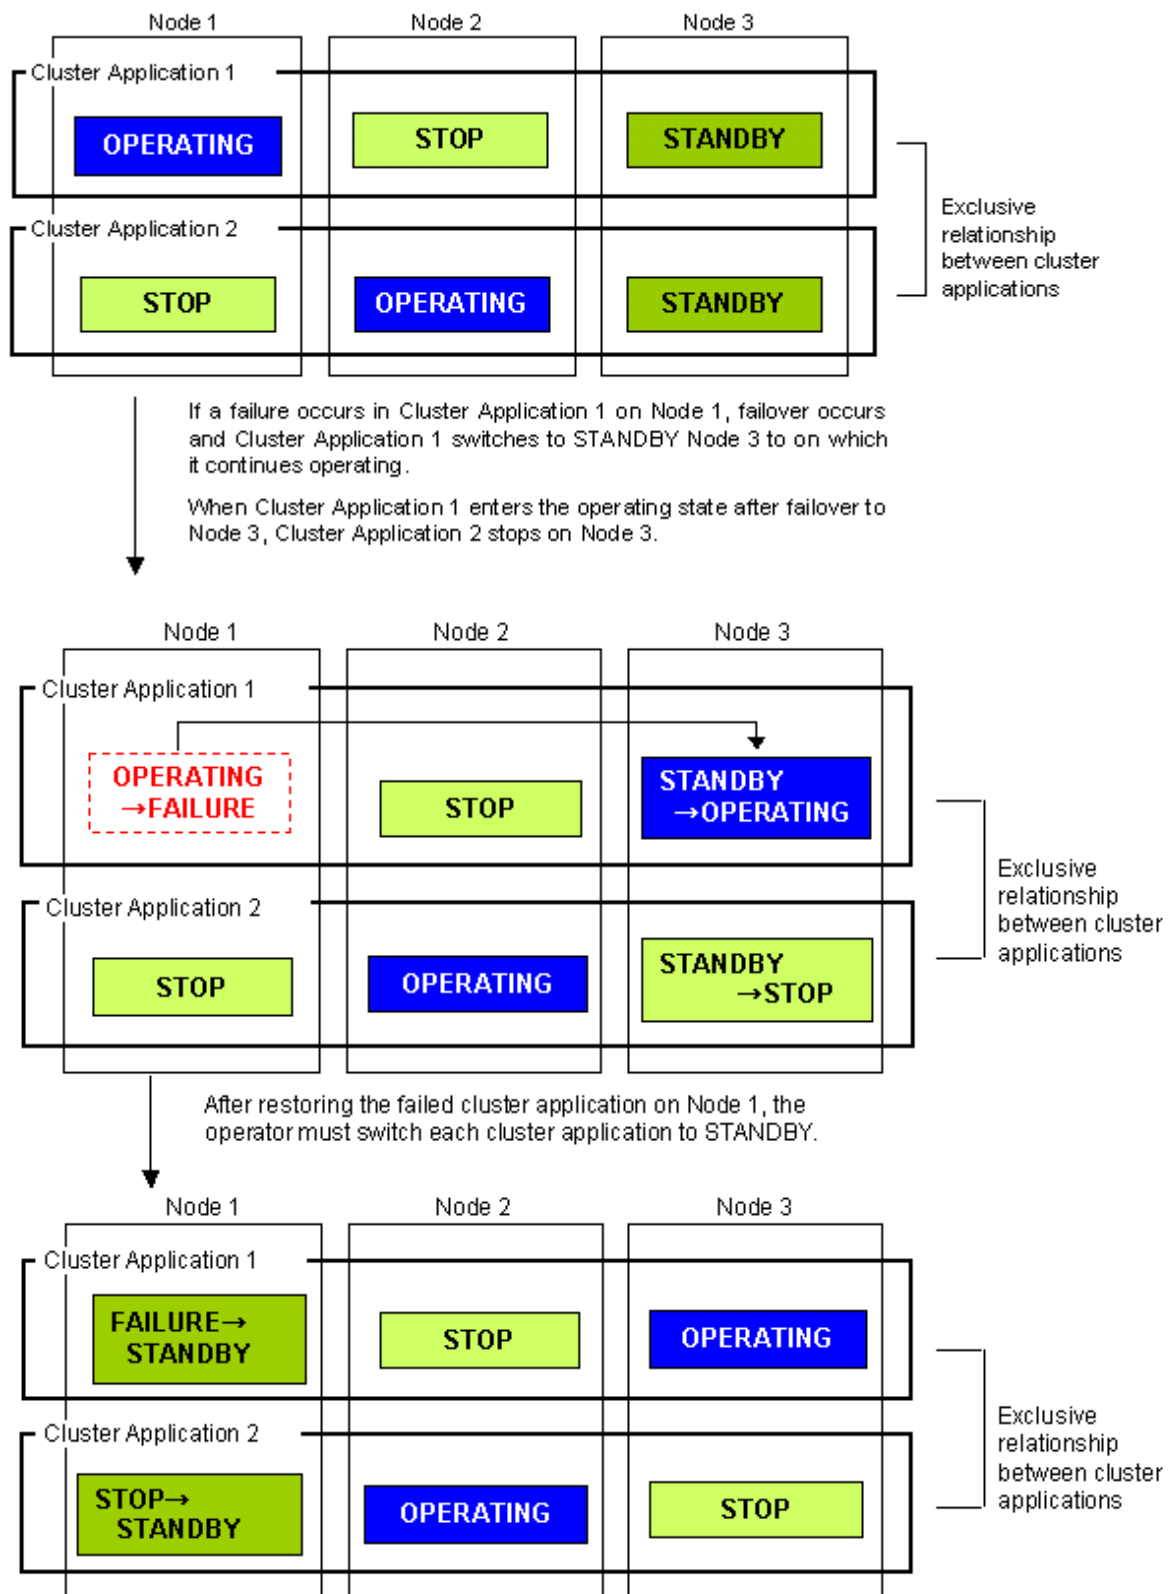 Node 1
Node 2
Node 3
Cluster Application 1
OPERATING
STOP
STANDBY
Cluster Application 2
STOP
OPERATING
STANDBY
Exclusive
relationship
between cluster
applications
If a failure occurs in Cluster Application 1 on Node 1, failover occurs
and Cluster Application 1 switches to STANDBY Node 3 to on which
it continues operating.
When Cluster Application 1 enters the operating state after failover to
Node 3, Cluster Application 2 stops on Node 3.
Node 1
Node 2
Node 3
Cluster Application 1
OPERATING
→FAILURE
STOP
STANDBY
→OPERATING
Cluster Application 2
STOP
OPERATING
STANDBY
→STOP
Exclusive
relationship
between cluster
applications
After restoring the failed cluster application on Node 1, the
operator must switch each cluster application to STANDBY.
Node 1
Node 2
Node 3
Cluster Application 1
FAILURE→
STANDBY
STOP
OPERATING
Cluster Application 2
STOP→
STANDBY
OPERATING
STOP
Exclusive
relationship
between cluster
applications